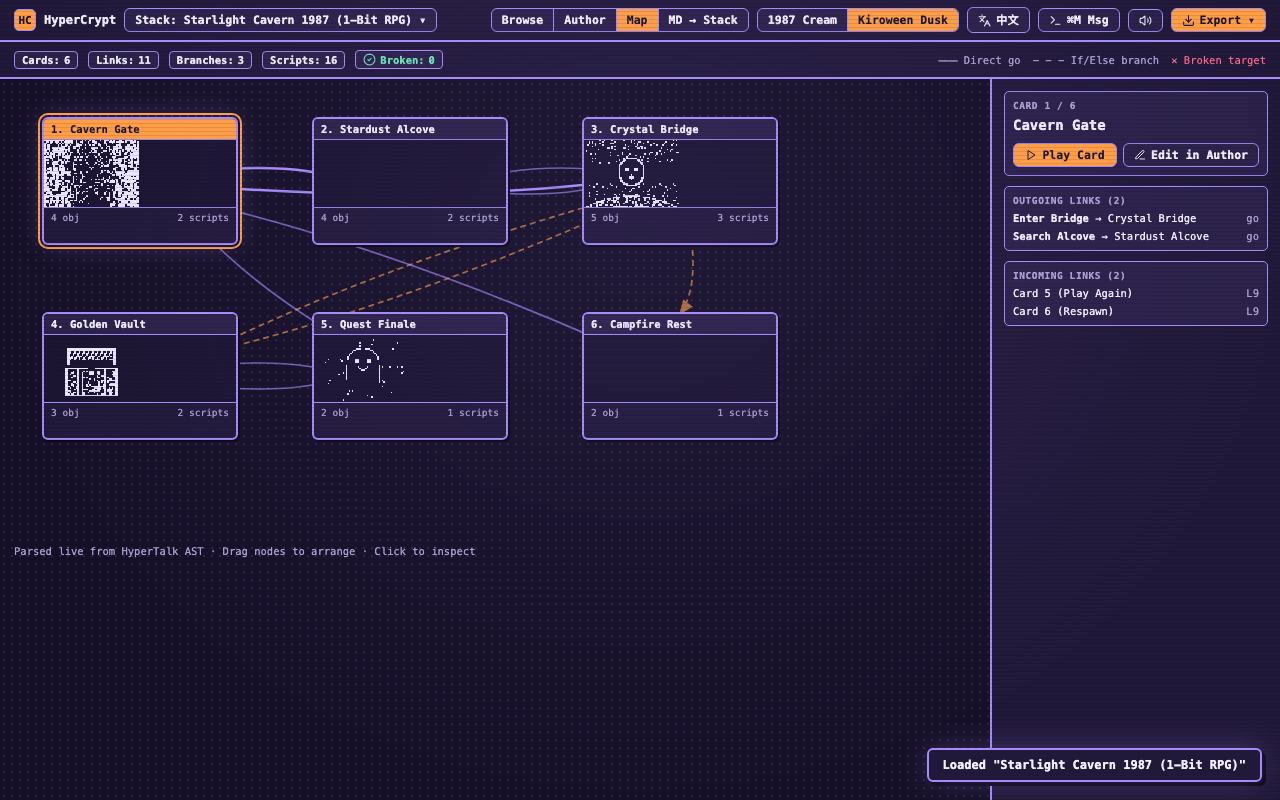 HC HyperCrypt Stack: Starlight Cavern 1987 (1-Bit RPG) ▾ Browse Author Map MD → Stack 1987 Cream Kiroween Dusk 中文 ⌘M Msg Export ▾
Cards: 6 Links: 11 Branches: 3 Scripts: 16 Broken: 0 —— Direct go – – – If/Else branch × Broken target
1. Cavern Gate
4 obj 2 scripts
2. Stardust Alcove
4 obj 2 scripts
3. Crystal Bridge
5 obj 3 scripts
4. Golden Vault
3 obj 2 scripts
5. Quest Finale
2 obj 1 scripts
6. Campfire Rest
2 obj 1 scripts
Parsed live from HyperTalk AST · Drag nodes to arrange · Click to inspect
CARD 1 / 6
Cavern Gate
Play Card Edit in Author
OUTGOING LINKS (2)
Enter Bridge → Crystal Bridge go
Search Alcove → Stardust Alcove go
INCOMING LINKS (2)
Card 5 (Play Again) L9
Card 6 (Respawn) L9
Loaded "Starlight Cavern 1987 (1-Bit RPG)"